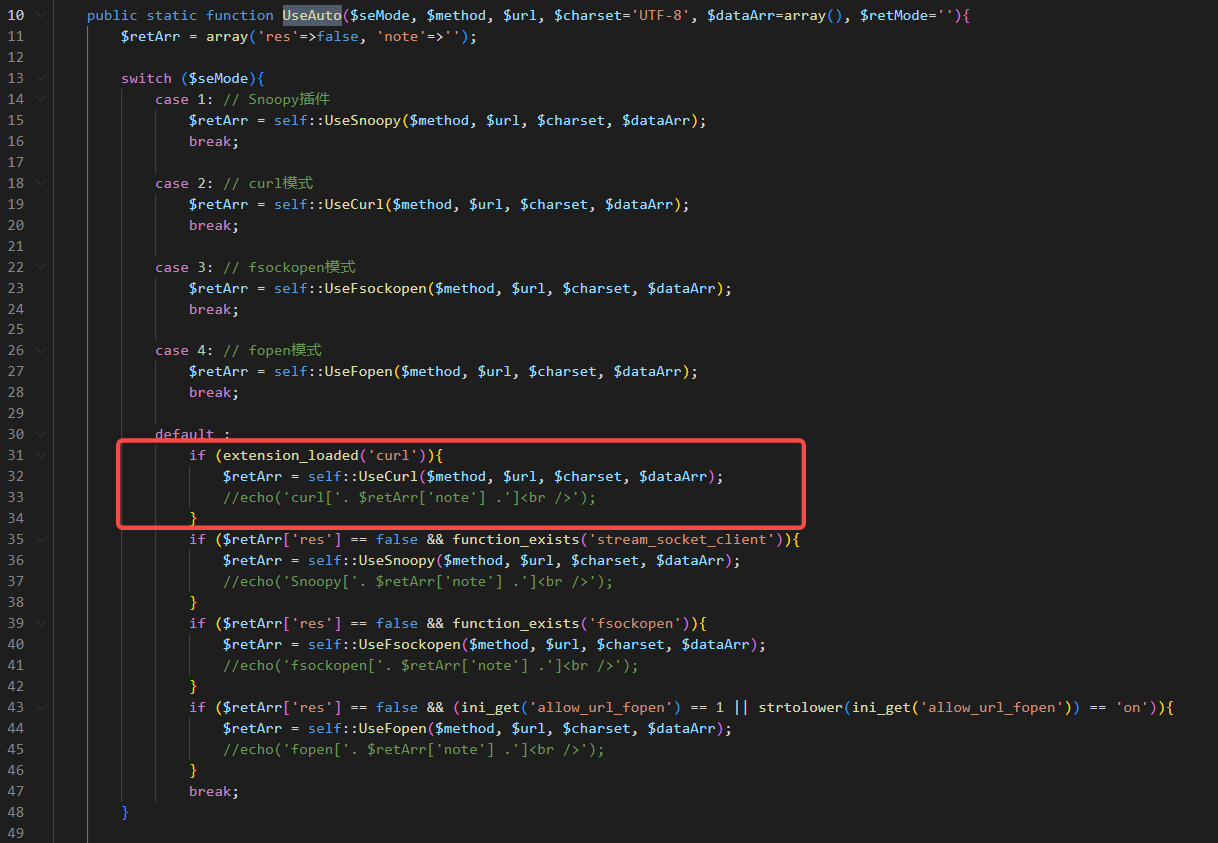 10 public static function UseAuto($seMode, $method, $url, $charset='UTF-8', $dataArr=array(), $retMode=''){
11 $retArr = array('res'=>false, 'note'=>'');
12
13 switch ($seMode){
14 case 1: // Snoopy插件
15 $retArr = self::UseSnoopy($method, $url, $charset, $dataArr);
16 break;
17
18 case 2: // curl模式
19 $retArr = self::UseCurl($method, $url, $charset, $dataArr);
20 break;
21
22 case 3: // fsockopen模式
23 $retArr = self::UseFsockopen($method, $url, $charset, $dataArr);
24 break;
25
26 case 4: // fopen模式
27 $retArr = self::UseFopen($method, $url, $charset, $dataArr);
28 break;
29
30 default :
31 if (extension_loaded('curl')){
32 $retArr = self::UseCurl($method, $url, $charset, $dataArr);
33 //echo('curl['. $retArr['note'] .']<br />');
34 }
35 if ($retArr['res'] == false && function_exists('stream_socket_client')){
36 $retArr = self::UseSnoopy($method, $url, $charset, $dataArr);
37 //echo('Snoopy['. $retArr['note'] .']<br />');
38 }
39 if ($retArr['res'] == false && function_exists('fsockopen')){
40 $retArr = self::UseFsockopen($method, $url, $charset, $dataArr);
41 //echo('fsockopen['. $retArr['note'] .']<br />');
42 }
43 if ($retArr['res'] == false && (ini_get('allow_url_fopen') == 1 || strtolower(ini_get('allow_url_fopen')) == 'on')){
44 $retArr = self::UseFopen($method, $url, $charset, $dataArr);
45 //echo('fopen['. $retArr['note'] .']<br />');
46 }
47 break;
48 }
49